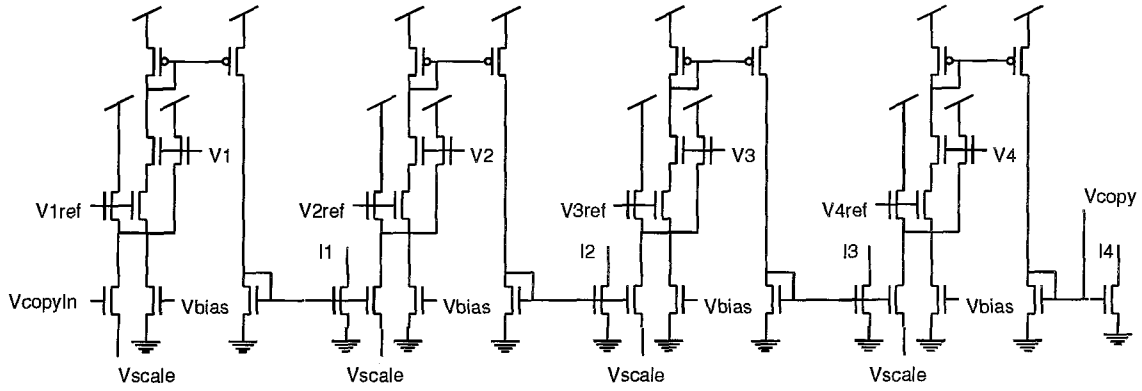 V1
V2
V3
V4
V1ref
V2ref
V3ref
V4ref
Vcopy
I1
I2
I3
I4
VcopyIn
Vbias
Vbias
Vbias
Vbias
Vscale
Vscale
Vscale
Vscale